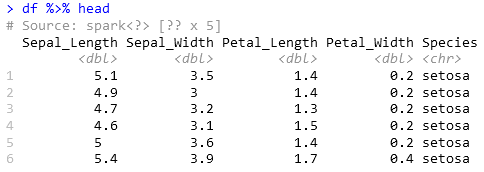 > df %>% head
# Source: spark<?> [?? x 5]
  Sepal_Length Sepal_Width Petal_Length Petal_Width Species
         <dbl>       <dbl>        <dbl>       <dbl> <chr>
1          5.1         3.5          1.4         0.2 setosa
2          4.9         3            1.4         0.2 setosa
3          4.7         3.2          1.3         0.2 setosa
4          4.6         3.1          1.5         0.2 setosa
5          5           3.6          1.4         0.2 setosa
6          5.4         3.9          1.7         0.4 setosa